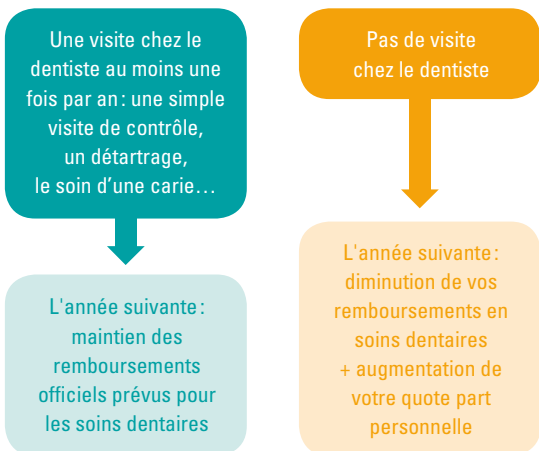 Une visite chez le
dentiste au moins une
fois par an : une simple
visite de contrôle,
un détartrage,
le soin d'une carie…
L'année suivante :
maintien des
remboursements
officiels prévus pour
les soins dentaires
Pas de visite
chez le dentiste
L'année suivante :
diminution de vos
remboursements en
soins dentaires
+ augmentation de
votre quote part
personnelle